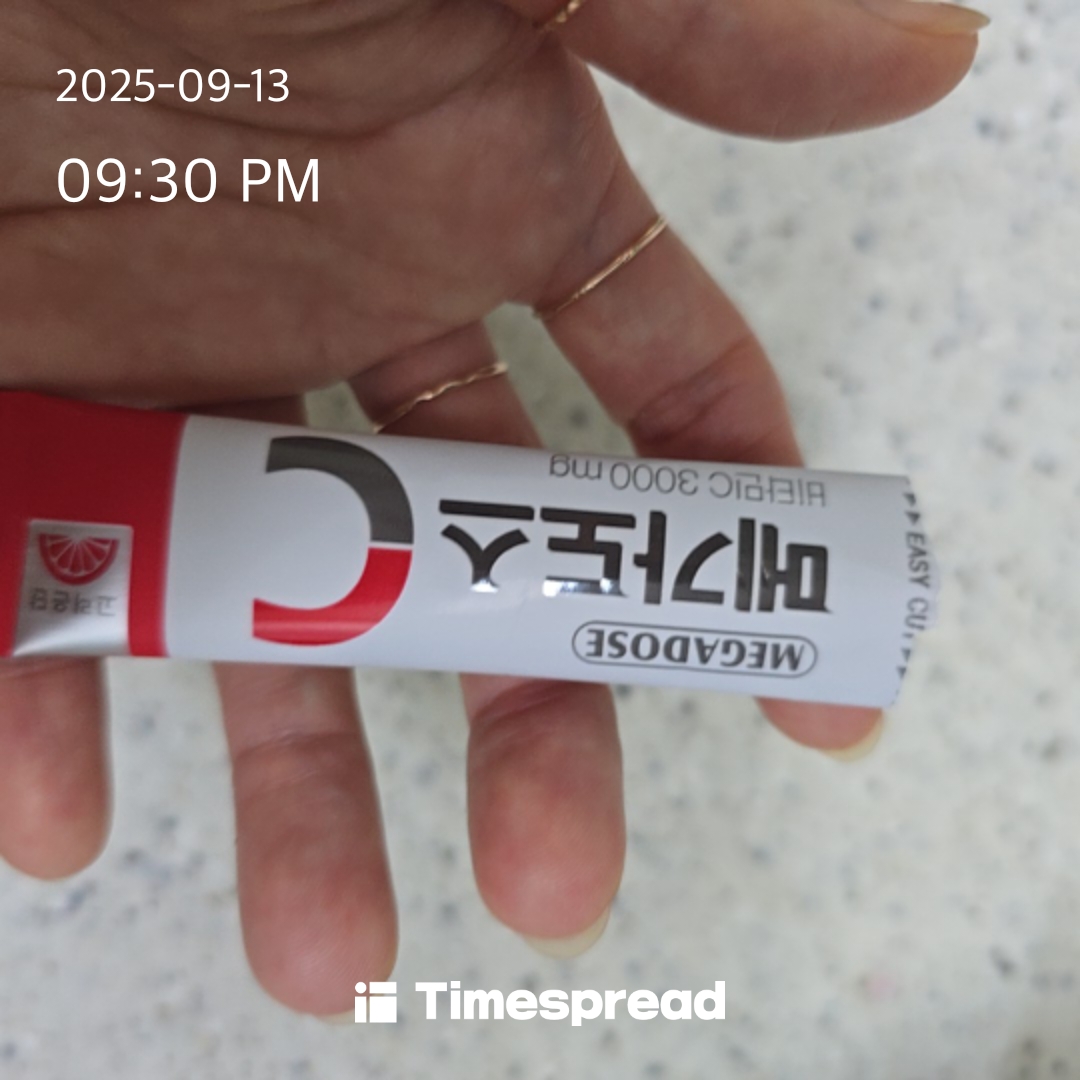 2025-09-13
09:30 PM
MEGADOSE
메가도스
C
비타민C 3000mg
EASY CUT
고려은단
Timespread